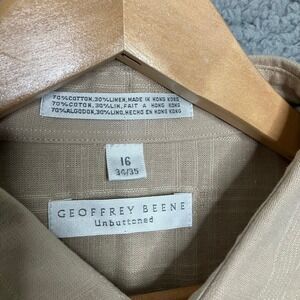 70%COTTON,30%LINEN,MADE IN HONG KONG
70%COTON,30%LIN,FAIT A HONG KONG
70%ALGODON,30%LINO,HECHO EN HONG KONG
16
34/35
GEOFFREY BEENE
Unbuttoned